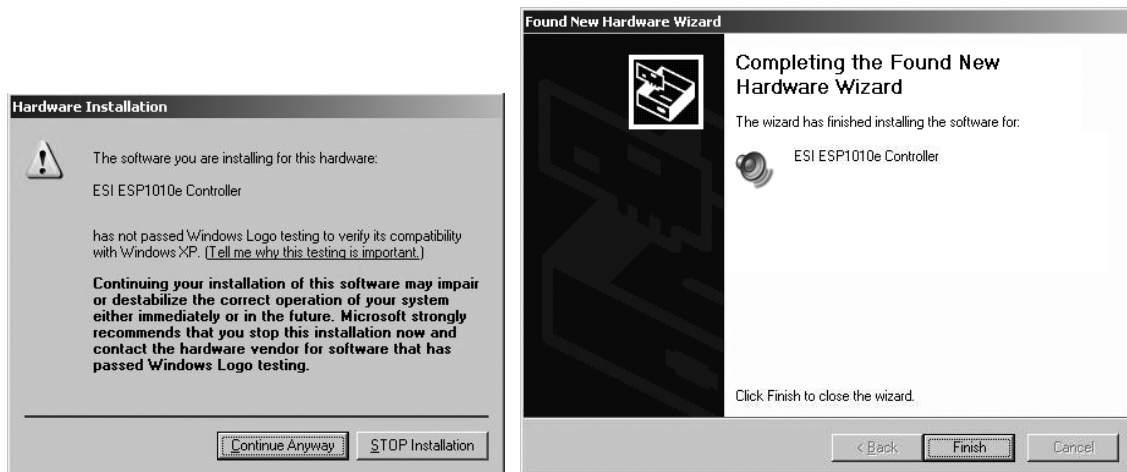 Hardware Installation
The software you are installing for this hardware:
ESI ESP1010e Controller
has not passed Windows Logo testing to verify its compatibility
with Windows XP. (Tell me why this testing is important.)
Continuing your installation of this software may impair
or destabilize the correct operation of your system
either immediately or in the future. Microsoft strongly
recommends that you stop this installation now and
contact the hardware vendor for software that has
passed Windows Logo testing.
Continue Anyway
STOP Installation
Found New Hardware Wizard
Completing the Found New
Hardware Wizard
The wizard has finished installing the software for:
ESI ESP1010e Controller
Click Finish to close the wizard.
< Back
Finish
Cancel